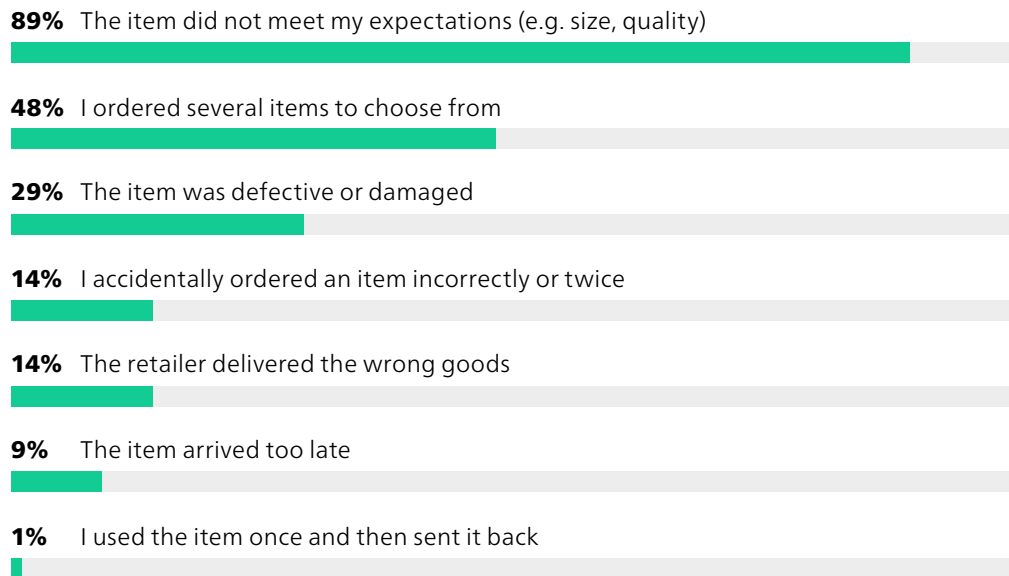 89% The item did not meet my expectations (e.g. size, quality)
48% I ordered several items to choose from
29% The item was defective or damaged
14% I accidentally ordered an item incorrectly or twice
14% The retailer delivered the wrong goods
9% The item arrived too late
1% I used the item once and then sent it back